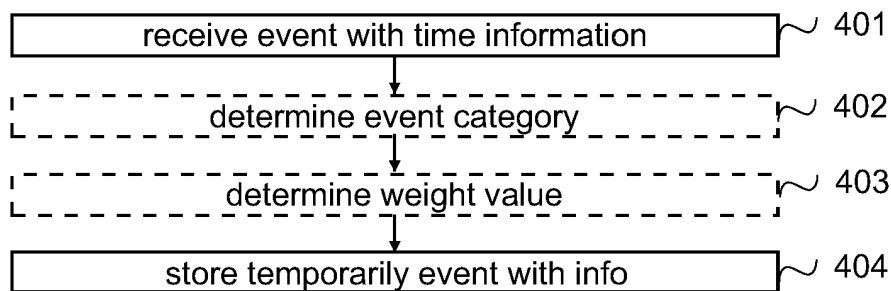 receive event with time information 401
determine event category 402
determine weight value 403
store temporarily event with info 404